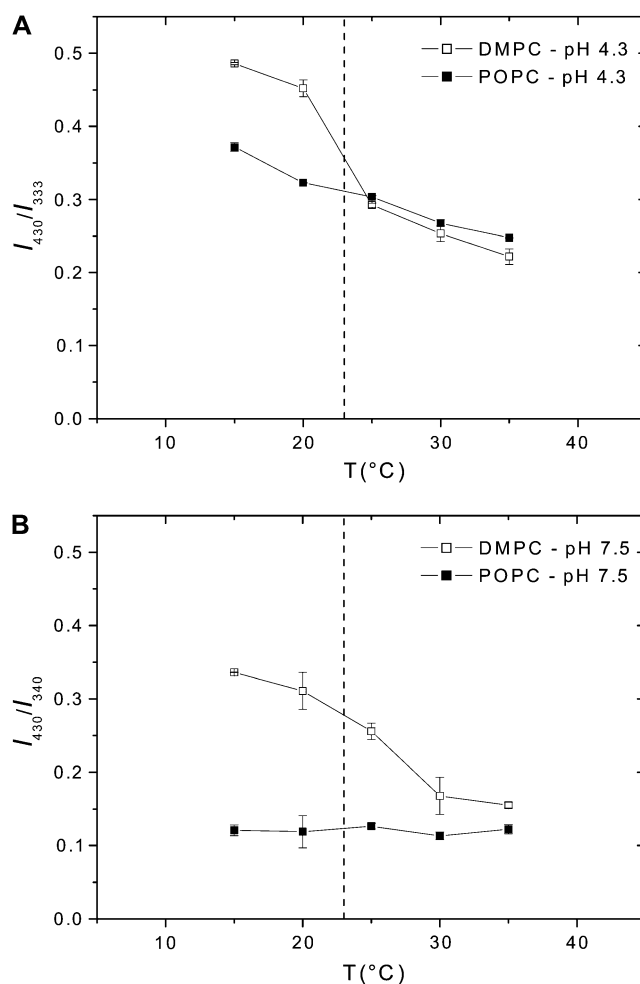 A
DMPC - pH 4.3
POPC - pH 4.3
0.5
0.4
0.3
0.2
0.1
0.0
I430/I333
10 20 30 40
T(°C)
B
DMPC - pH 7.5
POPC - pH 7.5
0.5
0.4
0.3
0.2
0.1
0.0
I430/I340
10 20 30 40
T(°C)